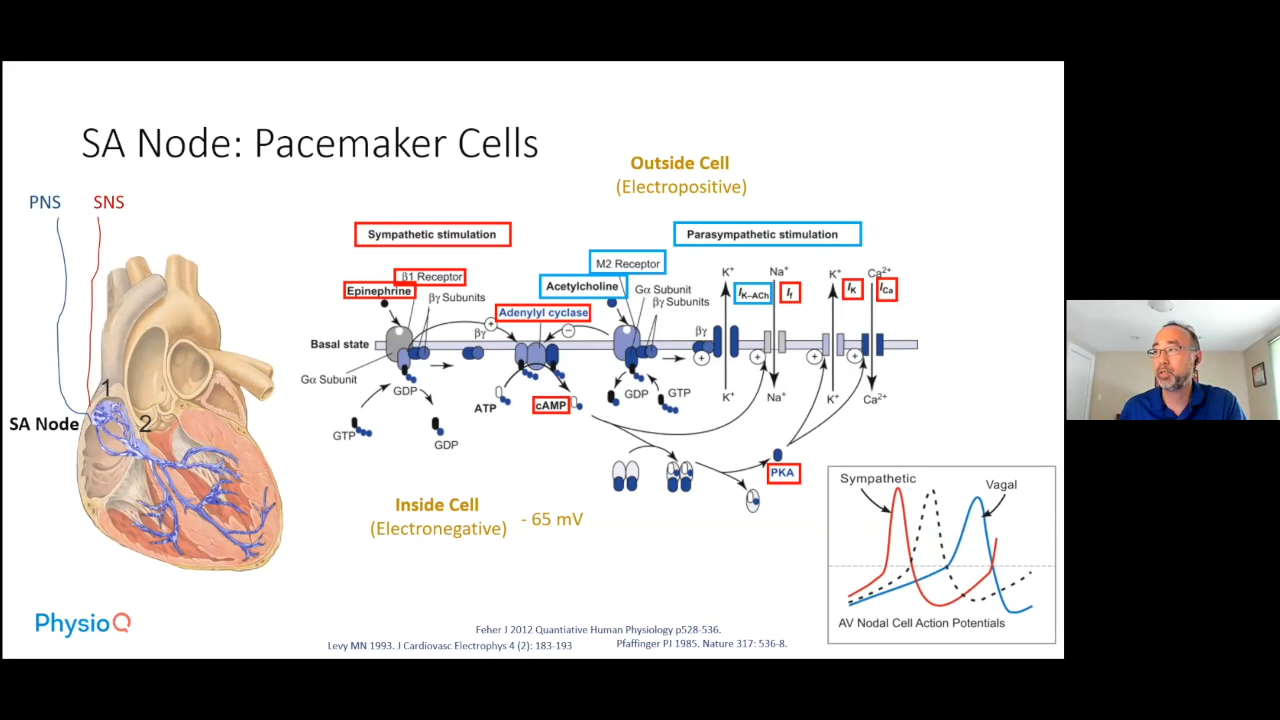 SA Node: Pacemaker Cells
Outside Cell
(Electropositive)
PNS
SNS
Sympathetic stimulation
Parasympathetic stimulation
M2 Receptor
β1 Receptor
Epinephrine
βγ Subunits
Acetylcholine
Gα Subunit
βγ Subunits
Adenylyl cyclase
K+
Na+
K+
Ca2+
IK–ACh
If
IK
ICa
+
βγ
−
βγ
Basal state
+
+
+
+
Gα Subunit
GDP
GDP
GTP
K+
Na+
K+
Ca2+
ATP
cAMP
GTP
GDP
PKA
1
SA Node
2
Inside Cell
(Electronegative)
- 65 mV
Sympathetic
Vagal
AV Nodal Cell Action Potentials
PhysioQ
Feher J 2012 Quantiative Human Physiology p528-536.
Levy MN 1993. J Cardiovasc Electrophys 4 (2): 183-193
Pfaffinger PJ 1985. Nature 317: 536-8.